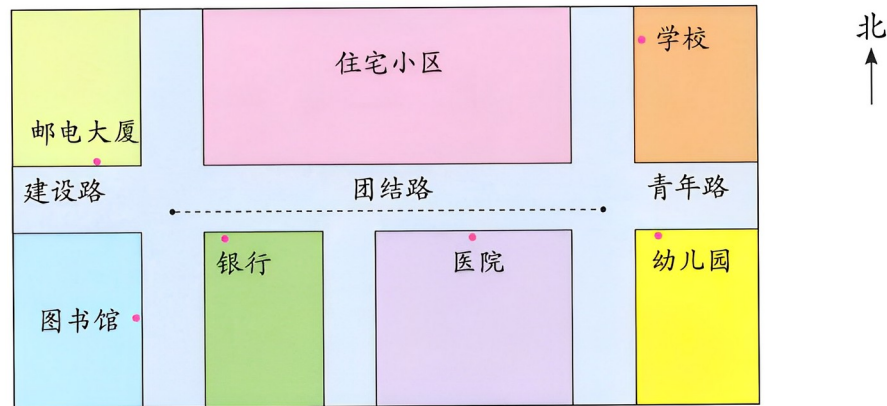 北
学校
住宅小区
邮电大厦
建设路
团结路
青年路
银行
医院
幼儿园
图书馆